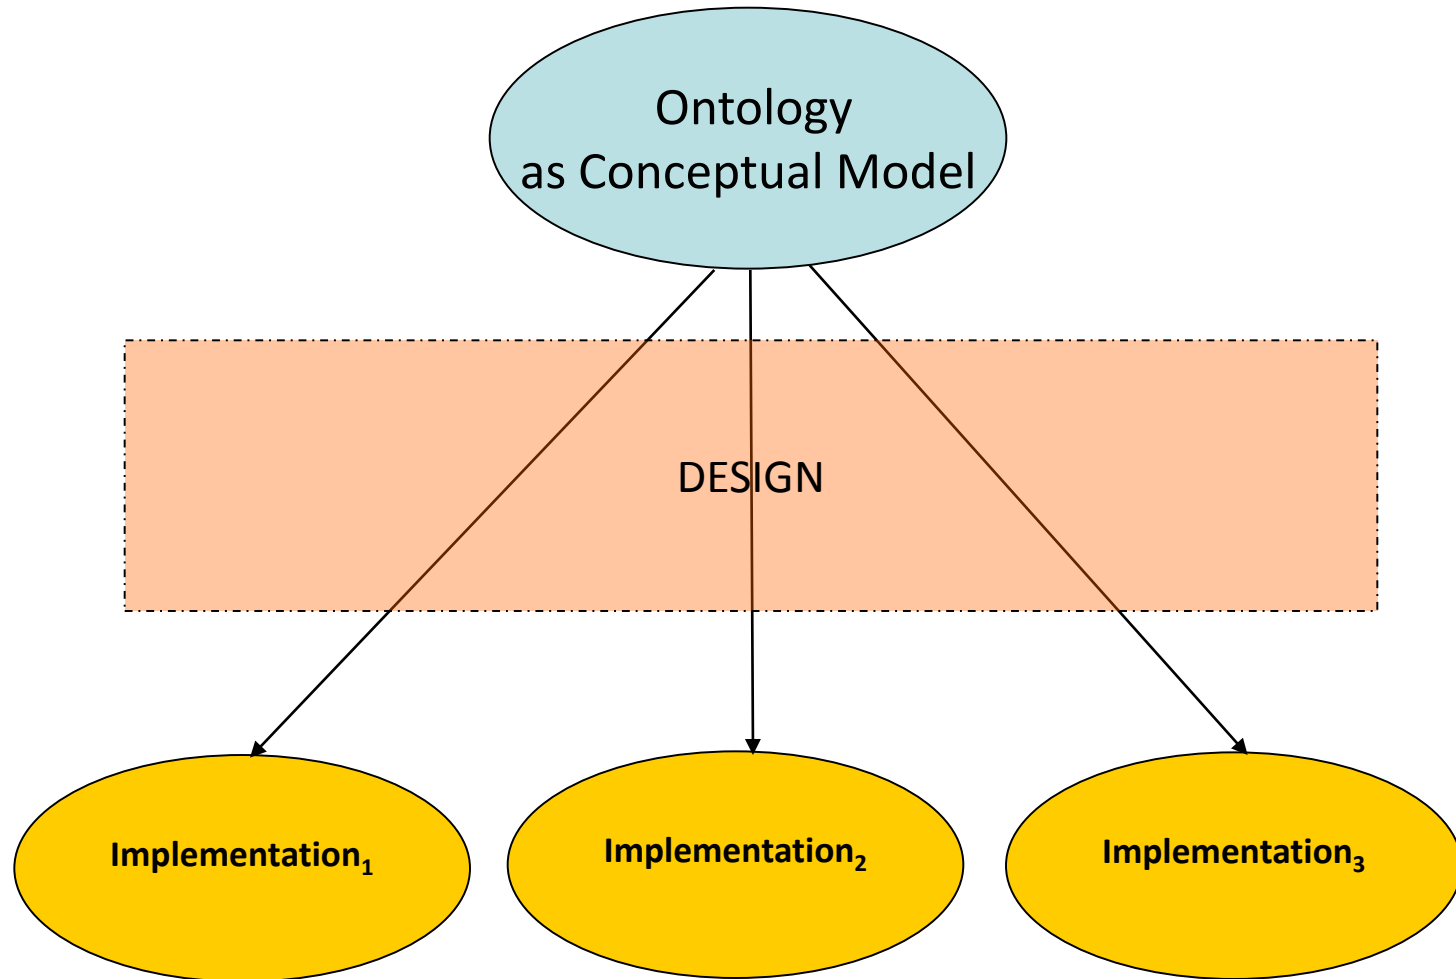 Ontology
as Conceptual Model
DESIGN
Implementation₁
Implementation₂
Implementation₃